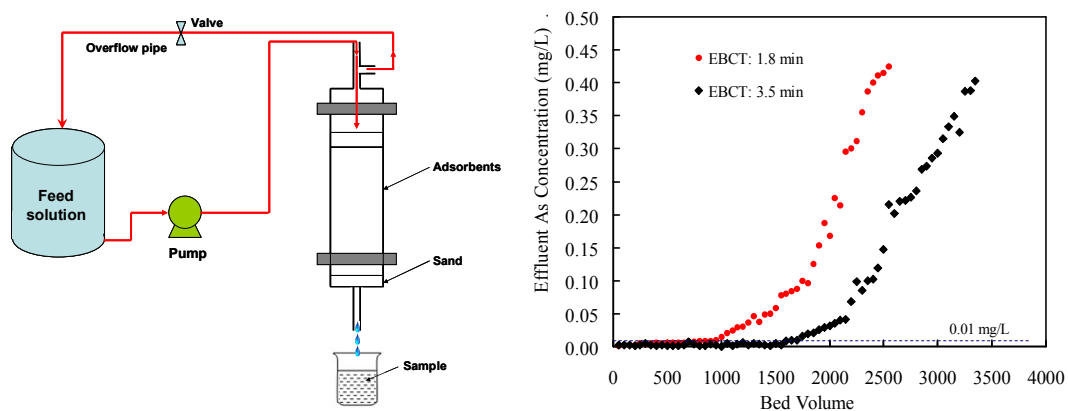 Valve
Overflow pipe
Feed
solution
Pump
Adsorbents
Sand
Sample
Effluent As Concentration (mg/L)
0.50
0.45
0.40
0.35
0.30
0.25
0.20
0.15
0.10
0.05
0.00
EBCT: 1.8 min
EBCT: 3.5 min
0.01 mg/L
0 500 1000 1500 2000 2500 3000 3500 4000
Bed Volume